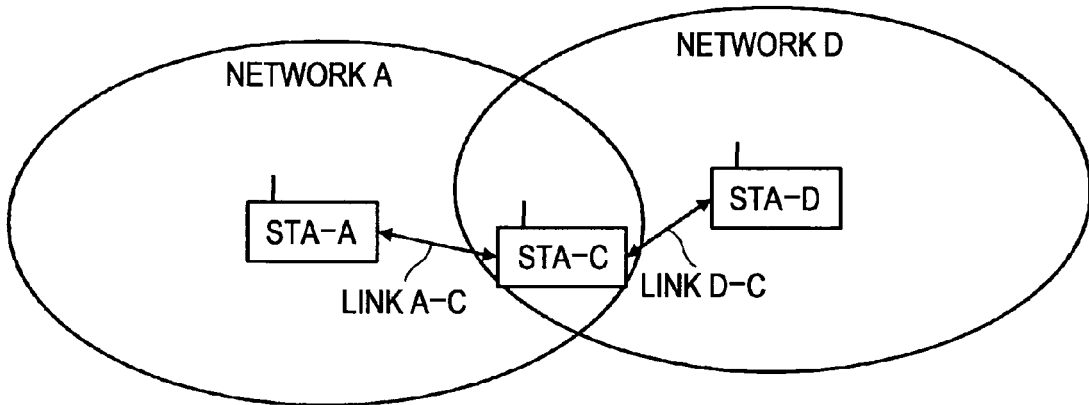 NETWORK A
NETWORK D
STA-A
STA-C
STA-D
LINK A-C
LINK D-C